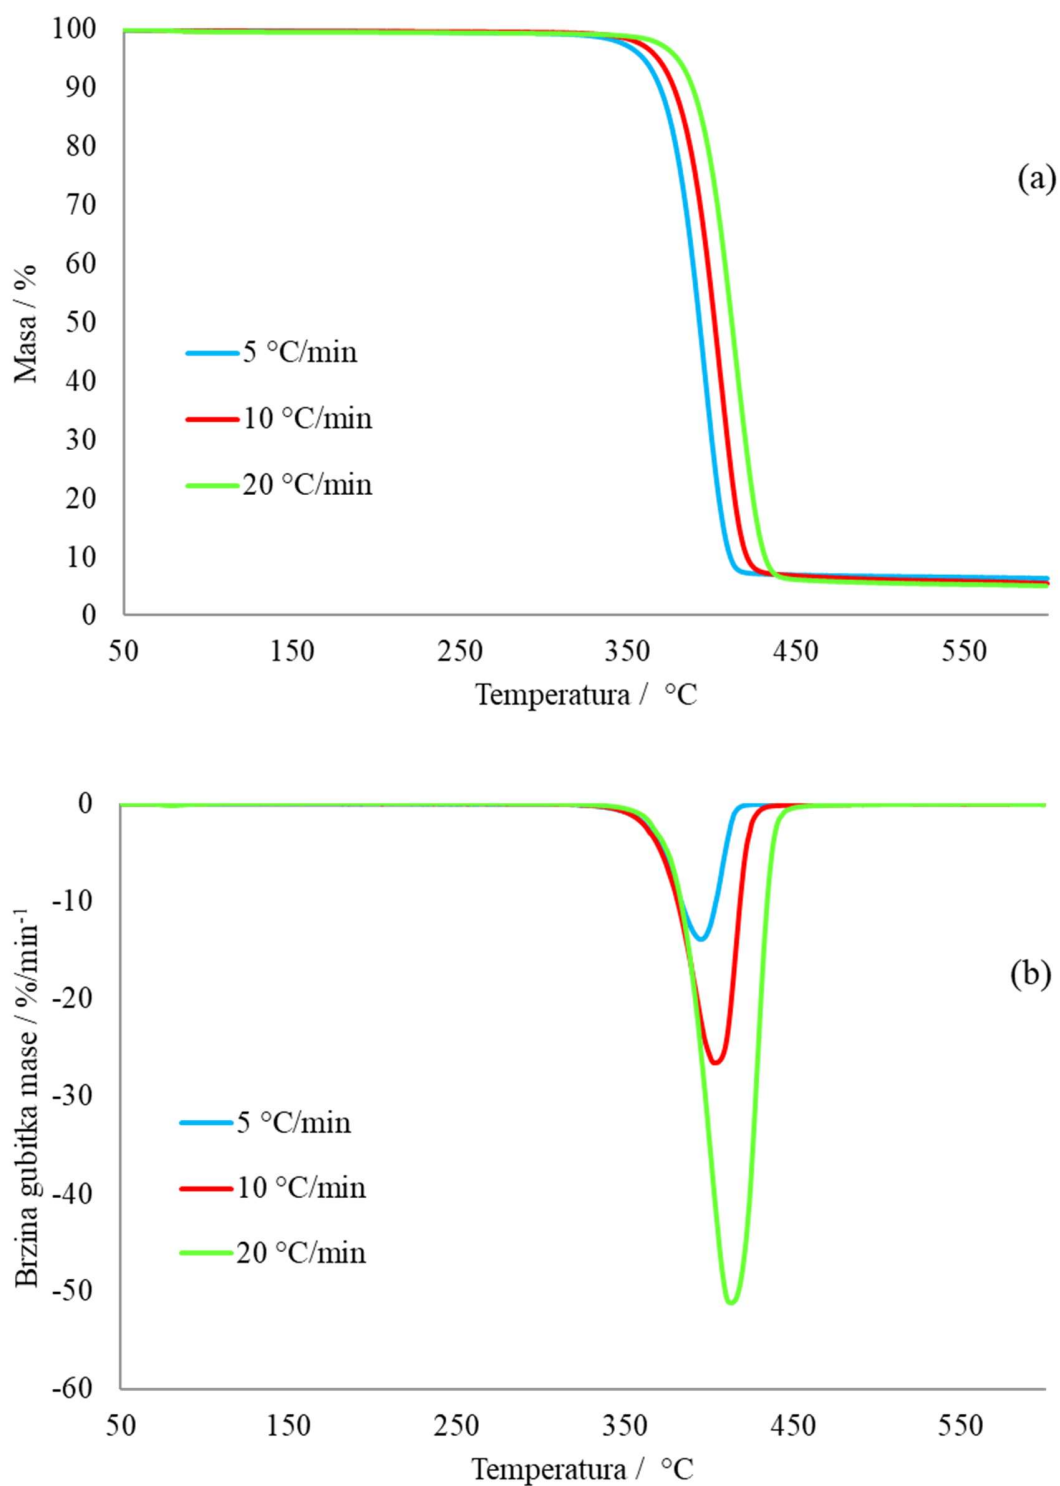 100
90
80
70
60
50
40
30
20
10
0
Masa / %
(a)
5 °C/min
10 °C/min
20 °C/min
50 150 250 350 450 550
Temperatura / °C
0
-10
-20
-30
-40
-50
-60
Brzina gubitka mase / %/min⁻¹
(b)
5 °C/min
10 °C/min
20 °C/min
50 150 250 350 450 550
Temperatura / °C